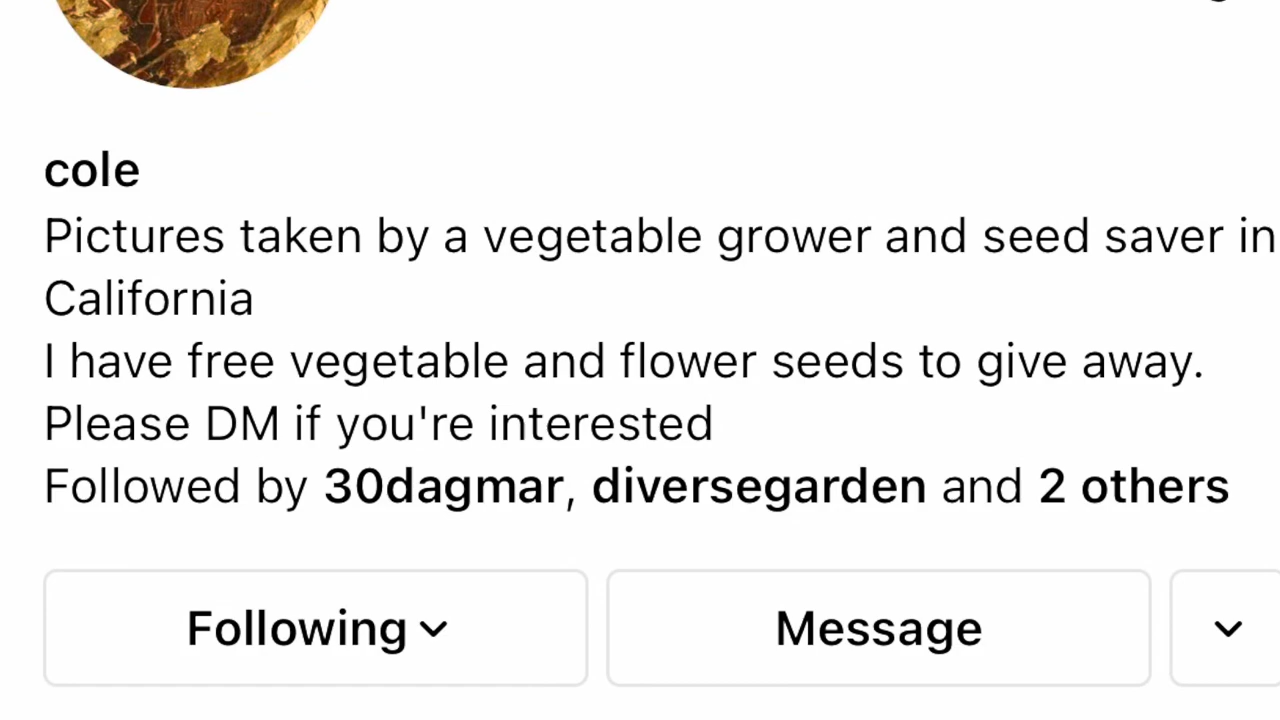 cole
Pictures taken by a vegetable grower and seed saver in
California
I have free vegetable and flower seeds to give away.
Please DM if you're interested
Followed by 30dagmar, diversegarden and 2 others
Following
Message